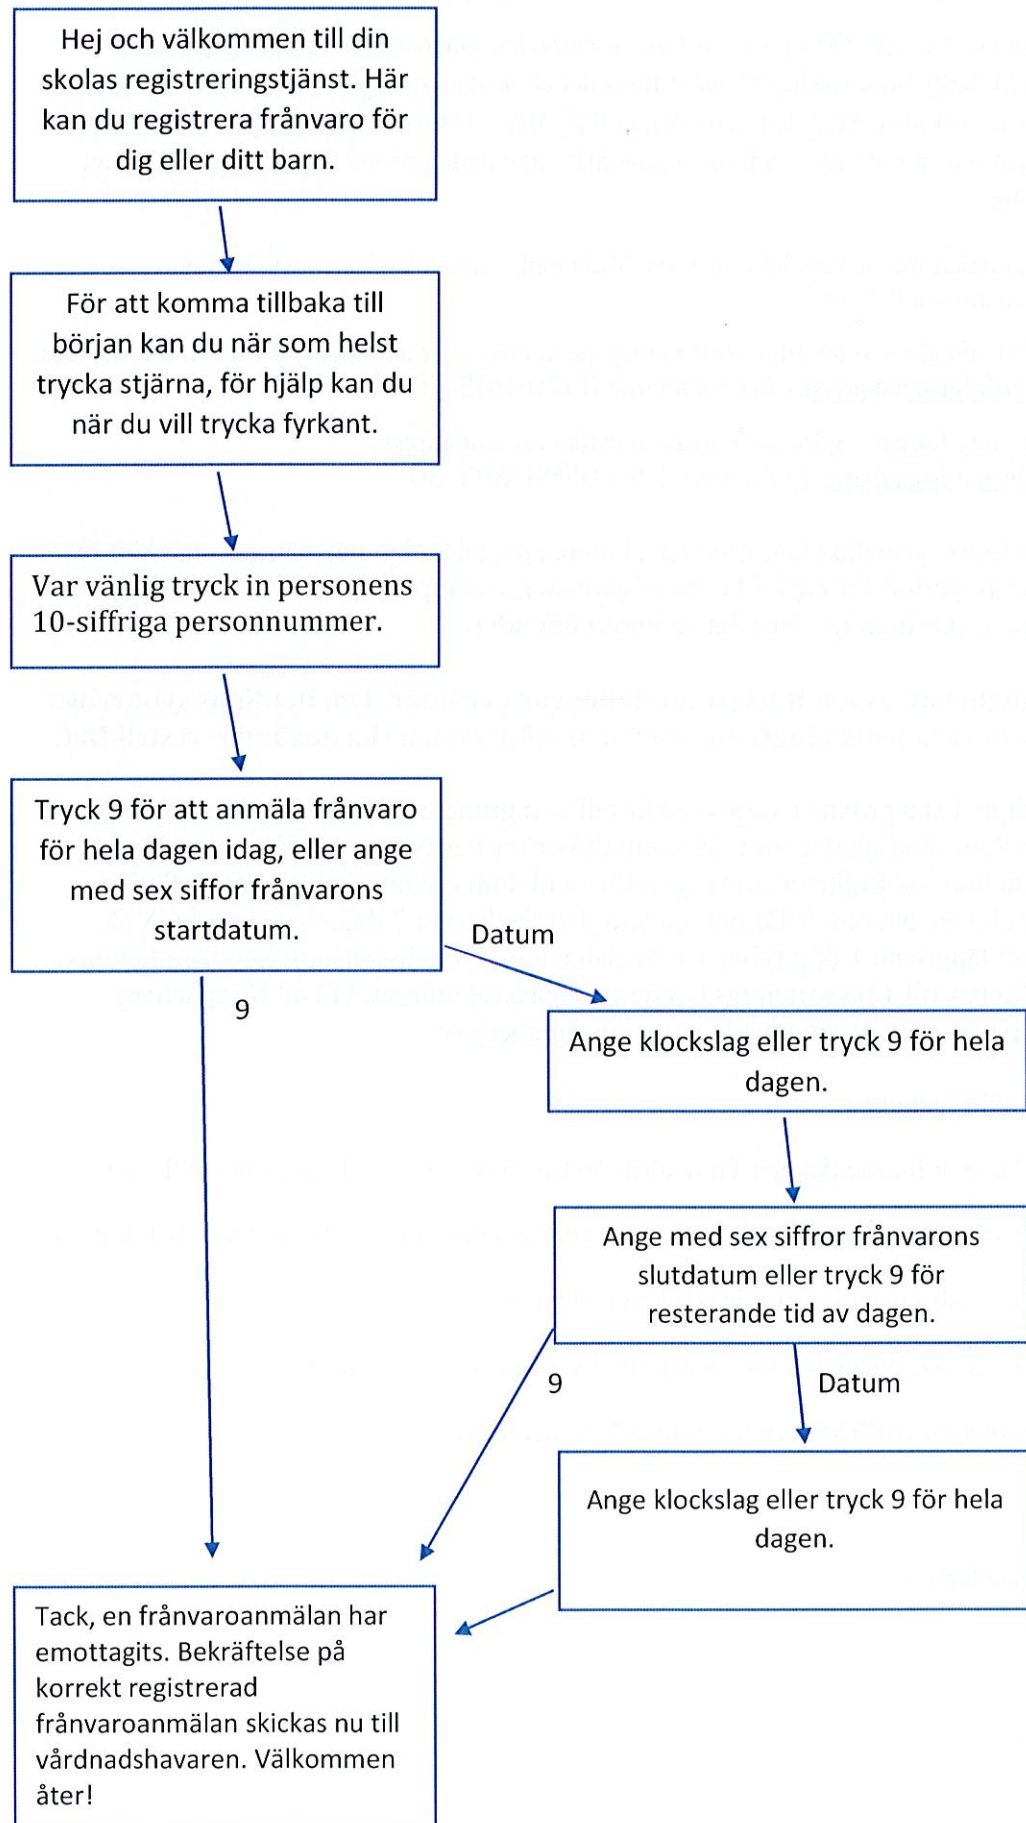 Hej och välkommen till din
skolas registreringstjänst. Här
kan du registrera frånvaro för
dig eller ditt barn.
För att komma tillbaka till
början kan du när som helst
trycka stjärna, för hjälp kan du
när du vill trycka fyrkant.
Var vänlig tryck in personens
10-siffriga personnummer.
Tryck 9 för att anmäla frånvaro
för hela dagen idag, eller ange
med sex siffor frånvarons
startdatum.
Datum
9
Ange klockslag eller tryck 9 för hela
dagen.
Ange med sex siffror frånvarons
slutdatum eller tryck 9 för
resterande tid av dagen.
9
Datum
Ange klockslag eller tryck 9 för hela
dagen.
Tack, en frånvaroanmälan har
emottagits. Bekräftelse på
korrekt registrerad
frånvaroanmälan skickas nu till
vårdnadshavaren. Välkommen
åter!